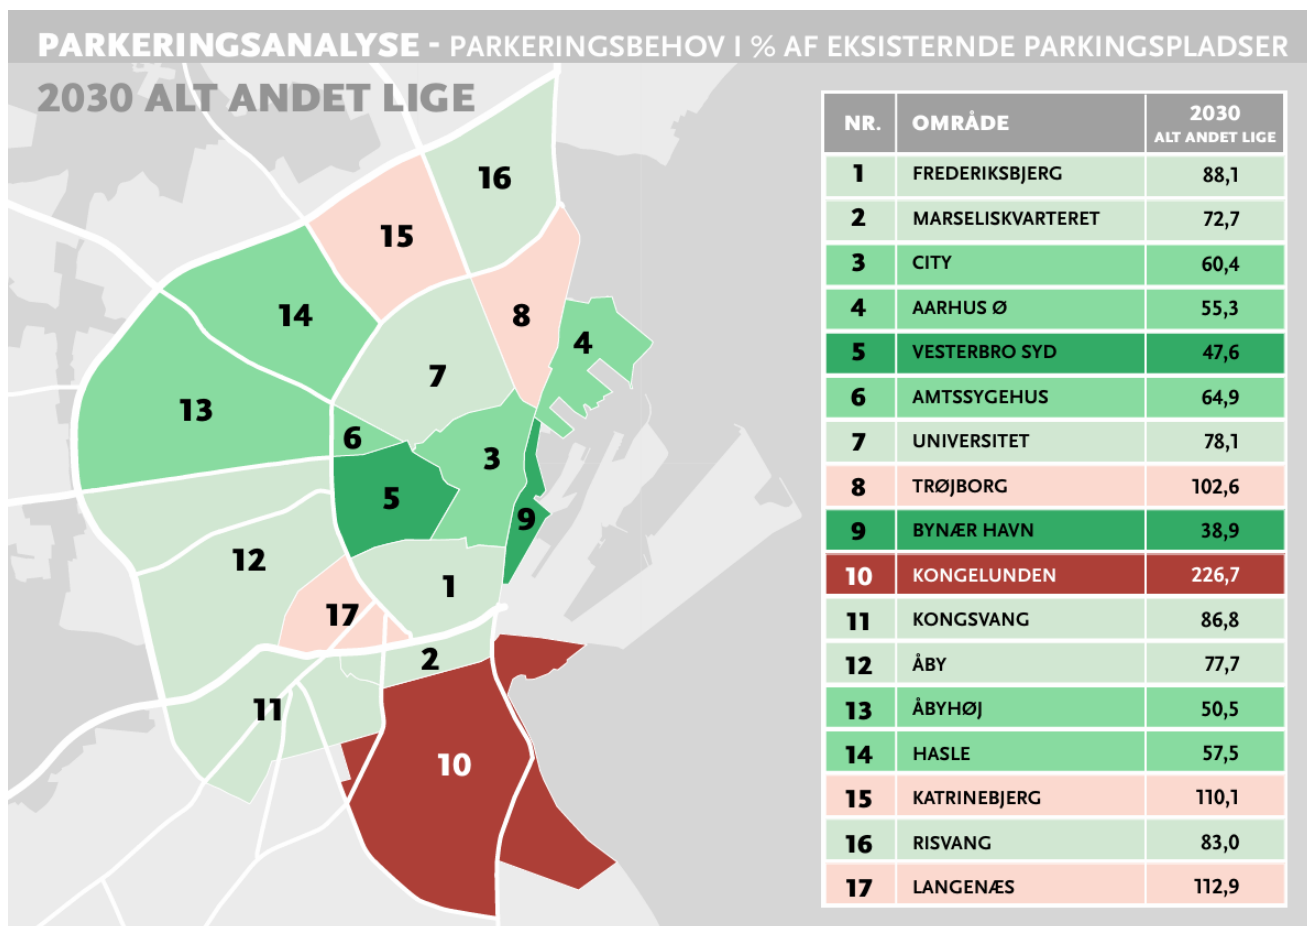 PARKERINGSANALYSE - PARKERINGSBEHOV I % AF EKSISTERNDE PARKINGSPLADSER
2030 ALT ANDET LIGE
16
15
14
8
4
7
13
6
3
5
9
12
1
17
2
11
10
NR. OMRÅDE 2030 ALT ANDET LIGE
1 FREDERIKSBJERG 88,1
2 MARSELISKVARTERET 72,7
3 CITY 60,4
4 AARHUS Ø 55,3
5 VESTERBRO SYD 47,6
6 AMTSSYGEHUS 64,9
7 UNIVERSITET 78,1
8 TRØJBORG 102,6
9 BYNÆR HAVN 38,9
10 KONGELUNDEN 226,7
11 KONGSVANG 86,8
12 ÅBY 77,7
13 ÅBYHØJ 50,5
14 HASLE 57,5
15 KATRINEBJERG 110,1
16 RISVANG 83,0
17 LANGENÆS 112,9